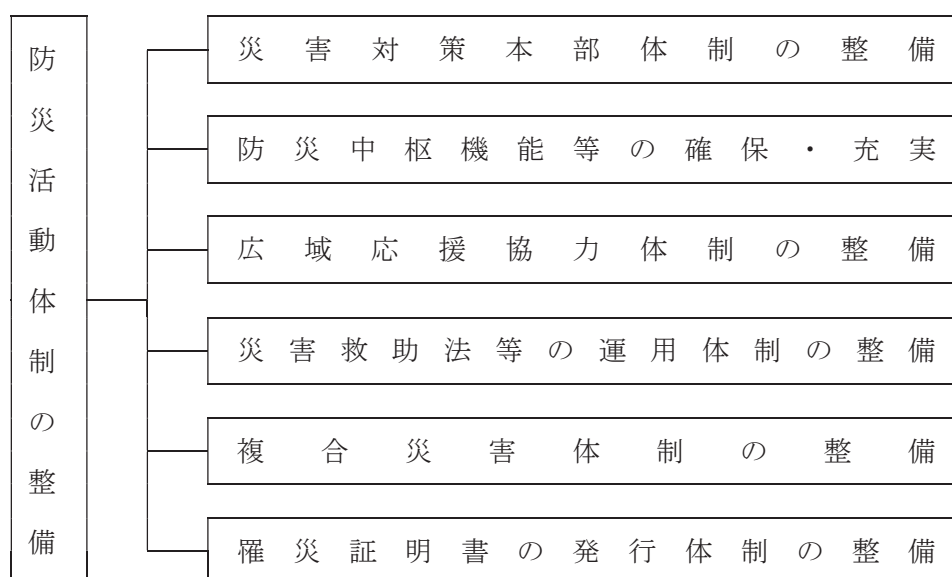 防災活動体制の整備
災害対策本部体制の整備
防災中枢機能等の確保・充実
広域応援協力体制の整備
災害救助法等の運用体制の整備
複合災害体制の整備
罹災証明書の発行体制の整備